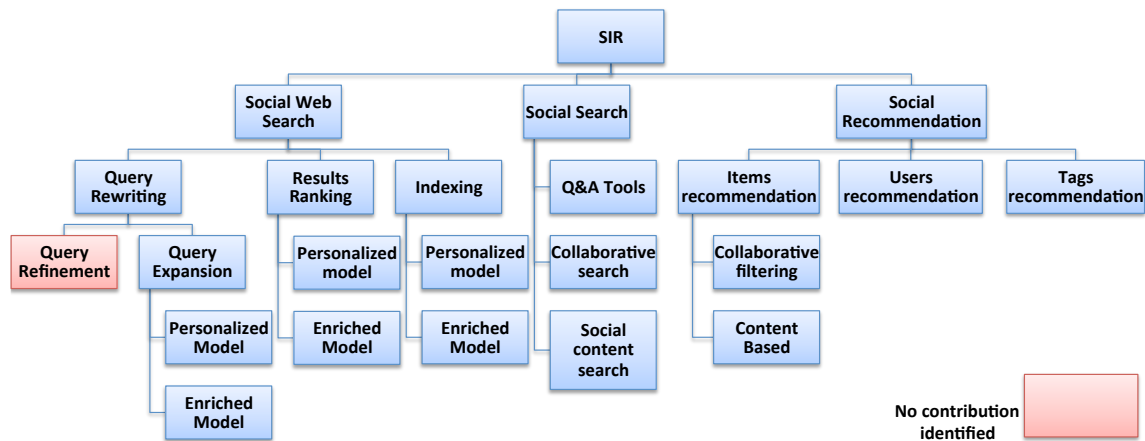 SIR
Social Web
Search
Social Search
Social
Recommendation
Query
Rewriting
Results
Ranking
Indexing
Q&A Tools
Items
recommendation
Users
recommendation
Tags
recommendation
Query
Refinement
Query
Expansion
Personalized
model
Personalized
model
Collaborative
search
Collaborative
filtering
Personalized
Model
Enriched
Model
Enriched
Model
Social
content
search
Content
Based
Enriched
Model
No contribution
identified